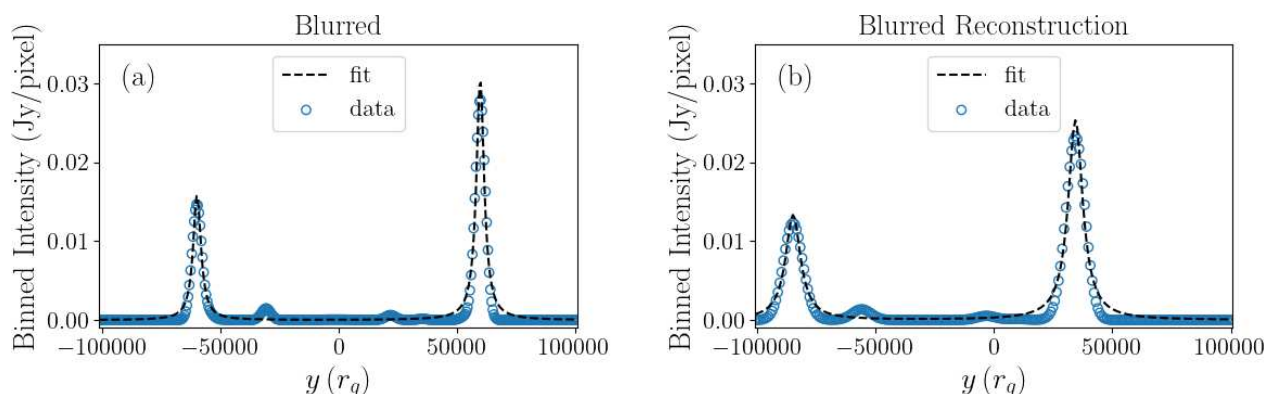 Blurred
(a)
fit
data
Binned Intensity (Jy/pixel)
0.03
0.02
0.01
0.00
−100000 −50000 0 50000 100000
y (r_g)
Blurred Reconstruction
(b)
fit
data
Binned Intensity (Jy/pixel)
0.03
0.02
0.01
0.00
−100000 −50000 0 50000 100000
y (r_g)